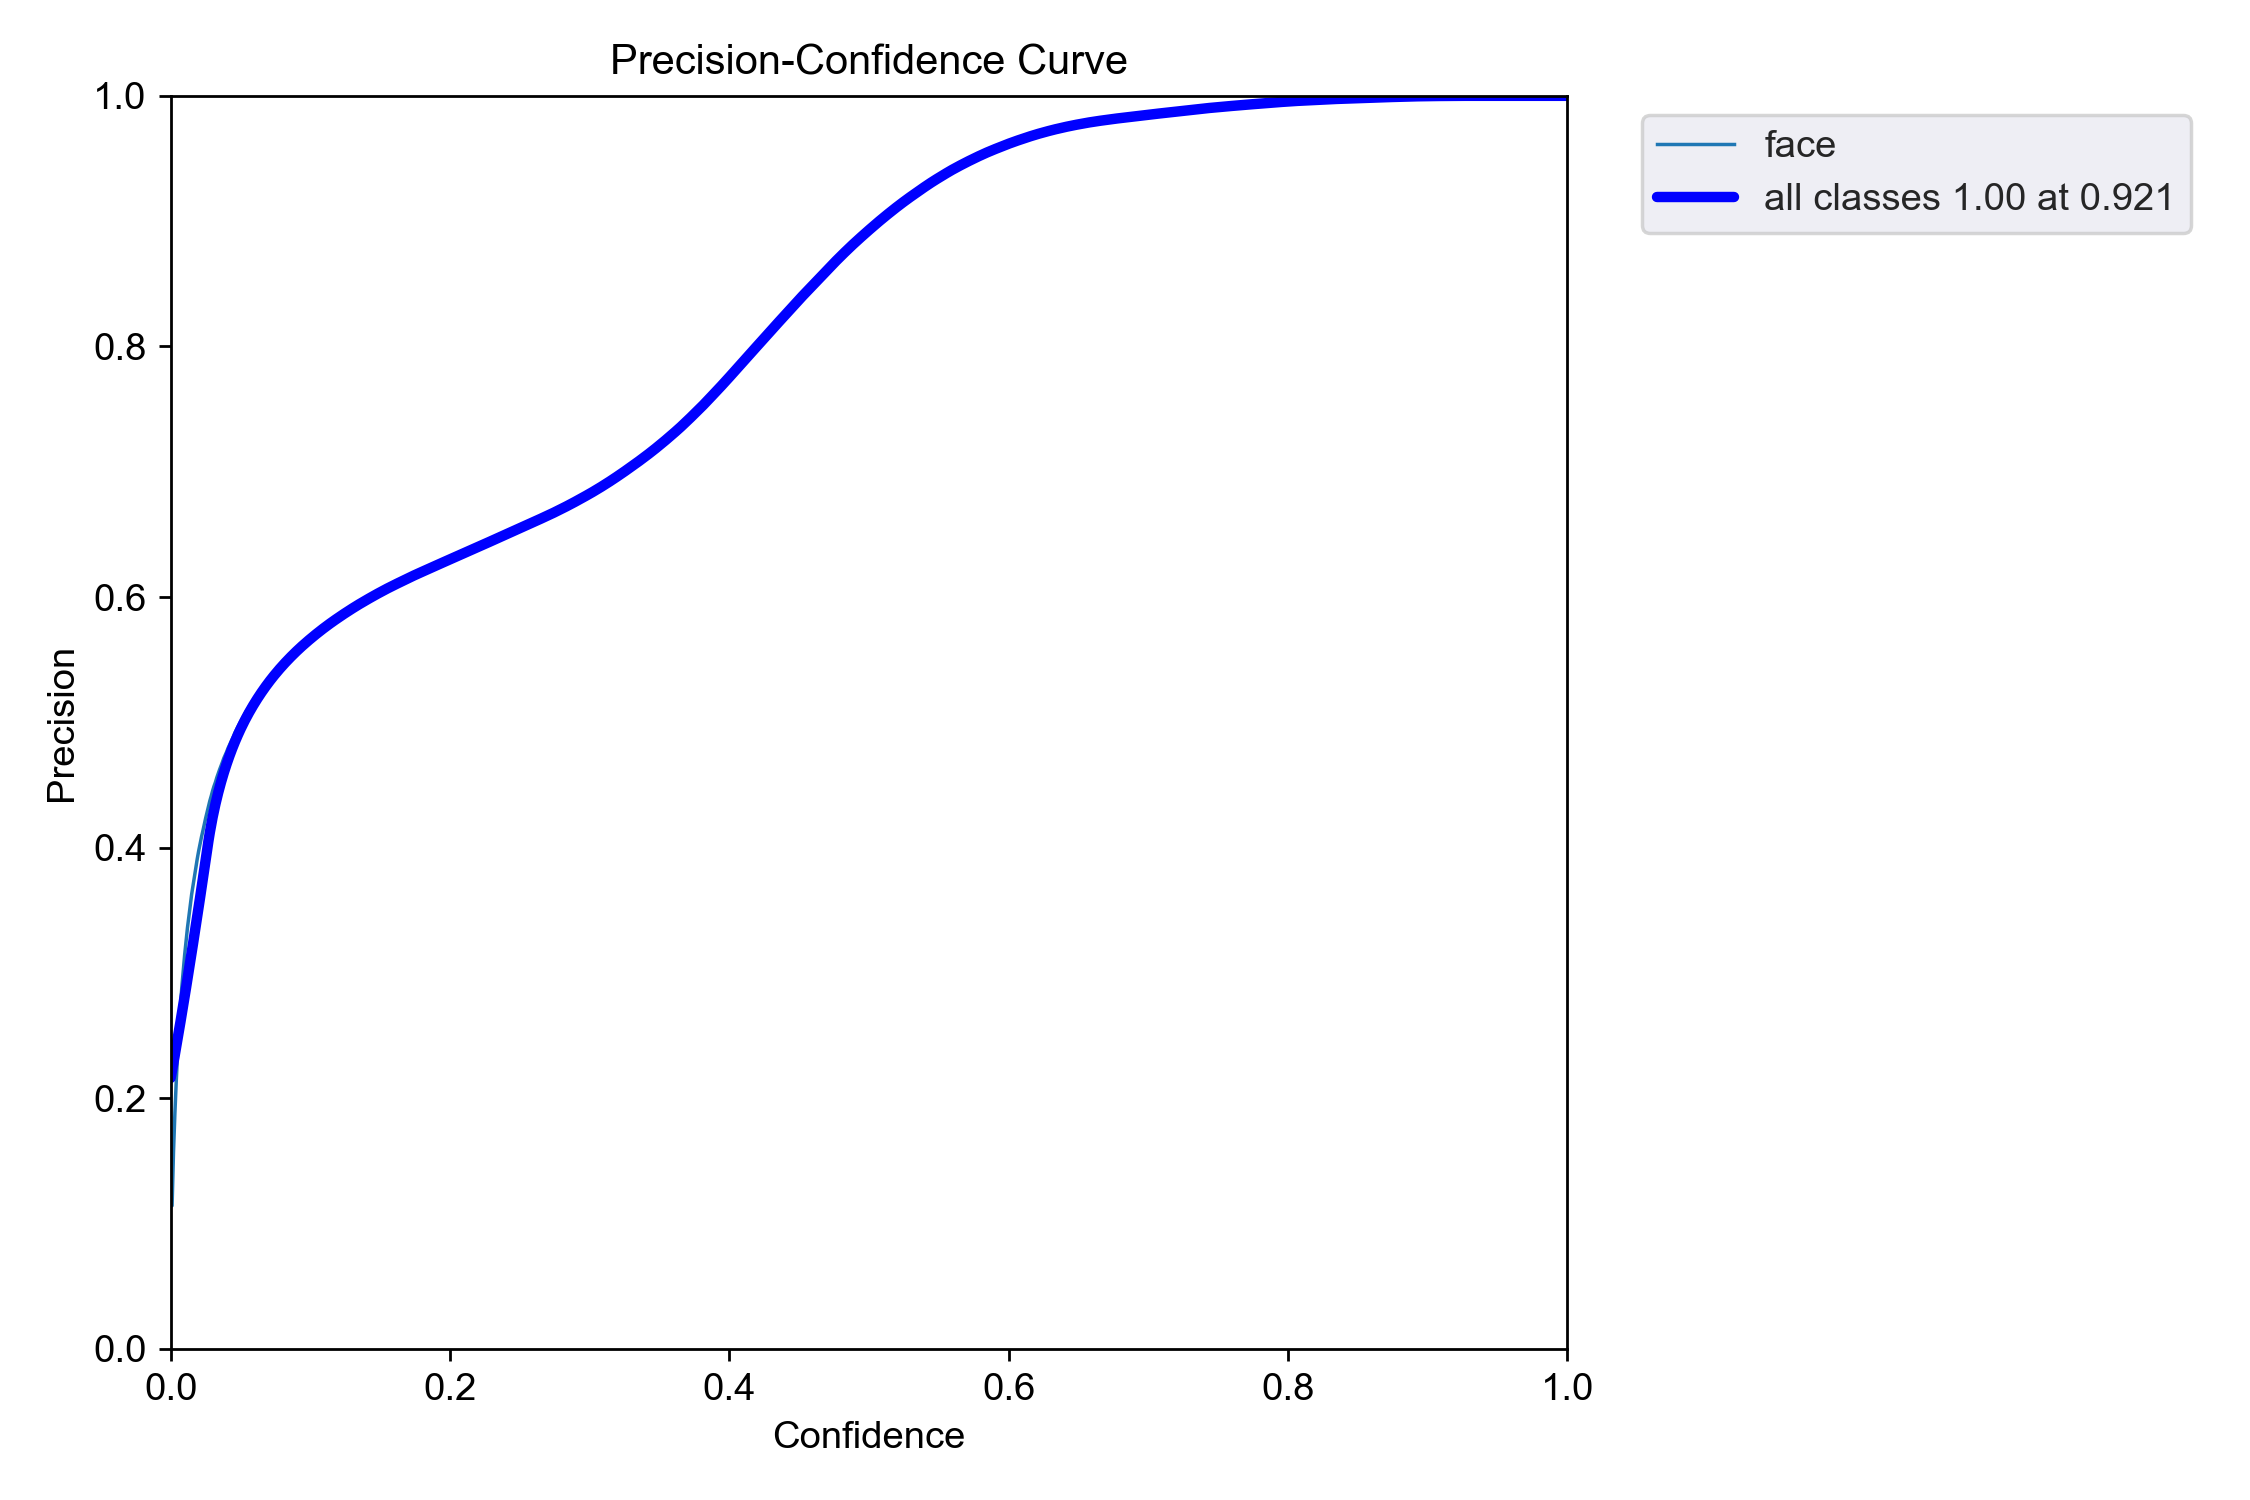 Precision-Confidence Curve
1.0
0.8
0.6
0.4
0.2
0.0
Precision
0.0 0.2 0.4 0.6 0.8 1.0
Confidence
face
all classes 1.00 at 0.921